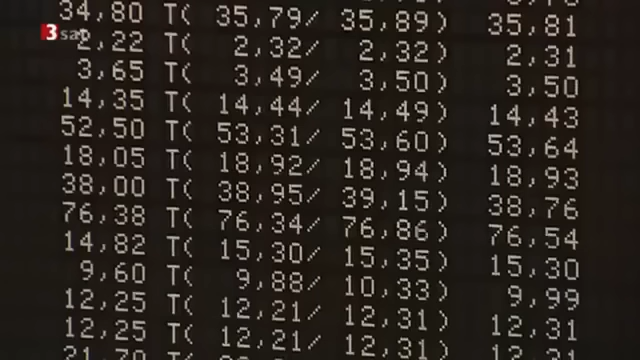 3sat
34,80 T( 35,79/ 35,89) 35,81
2,22 T( 2,32/ 2,32) 2,31
3,65 T( 3,49/ 3,50) 3,50
14,35 T( 14,44/ 14,49) 14,43
52,50 T( 53,31/ 53,60) 53,64
18,05 T( 18,92/ 18,94) 18,93
38,00 T( 38,95/ 39,15) 38,76
76,38 T( 76,34/ 76,86) 76,54
14,82 T( 15,30/ 15,35) 15,30
9,60 T( 9,88/ 10,33) 9,99
12,25 T( 12,21/ 12,31) 12,31
12,25 T( 12,21/ 12,31)
21,70 T(